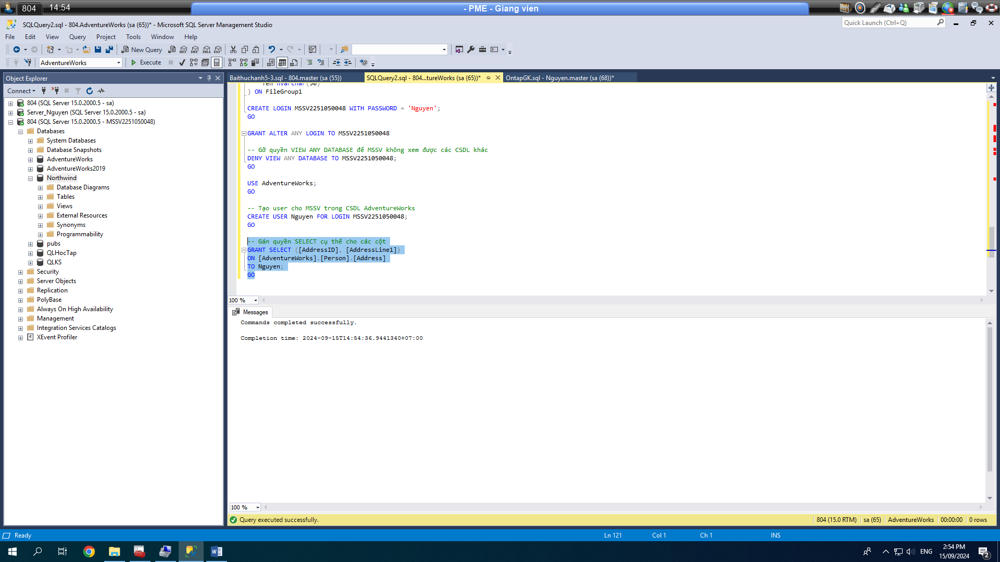 804
14:54
- PME - Giang vien
SQLQuery2.sql - 804.AdventureWorks (sa (65))* - Microsoft SQL Server Management Studio
Quick Launch (Ctrl+Q)
File Edit View Query Project Tools Window Help
New Query
MDX DMX XMLA DAX
AdventureWorks
Execute
Object Explorer
Connect
804 (SQL Server 15.0.2000.5 - sa)
Server_Nguyen (SQL Server 15.0.2000.5 - sa)
804 (SQL Server 15.0.2000.5 - MSSV2251050048)
Databases
System Databases
Database Snapshots
AdventureWorks
AdventureWorks2019
Northwind
Database Diagrams
Tables
Views
External Resources
Synonyms
Programmability
pubs
QLHocTap
QLKS
Security
Server Objects
Replication
PolyBase
Always On High Availability
Management
Integration Services Catalogs
XEvent Profiler
Baithuchanh5-3.sql - 804.master (sa (55))
SQLQuery2.sql - 804...tureWorks (sa (65))*
OntapGK.sql - Nguyen.master (sa (68))*
Ten nvarchar(50)
) ON FileGroup1
CREATE LOGIN MSSV2251050048 WITH PASSWORD = 'Nguyen';
GO
GRANT ALTER ANY LOGIN TO MSSV2251050048
-- Gỡ quyền VIEW ANY DATABASE để MSSV không xem được các CSDL khác
DENY VIEW ANY DATABASE TO MSSV2251050048;
GO
USE AdventureWorks;
GO
-- Tạo user cho MSSV trong CSDL AdventureWorks
CREATE USER Nguyen FOR LOGIN MSSV2251050048;
GO
-- Gán quyền SELECT cụ thể cho các cột
GRANT SELECT ([AddressID], [AddressLine1])
ON [AdventureWorks].[Person].[Address]
TO Nguyen;
GO
100 %
Messages
Commands completed successfully.
Completion time: 2024-09-15T14:54:36.9441340+07:00
100 %
Query executed successfully.
804 (15.0 RTM)
sa (65)
AdventureWorks
00:00:00
0 rows
Ready
Ln 121
Col 1
Ch 1
INS
ENG
2:54 PM
15/09/2024
2